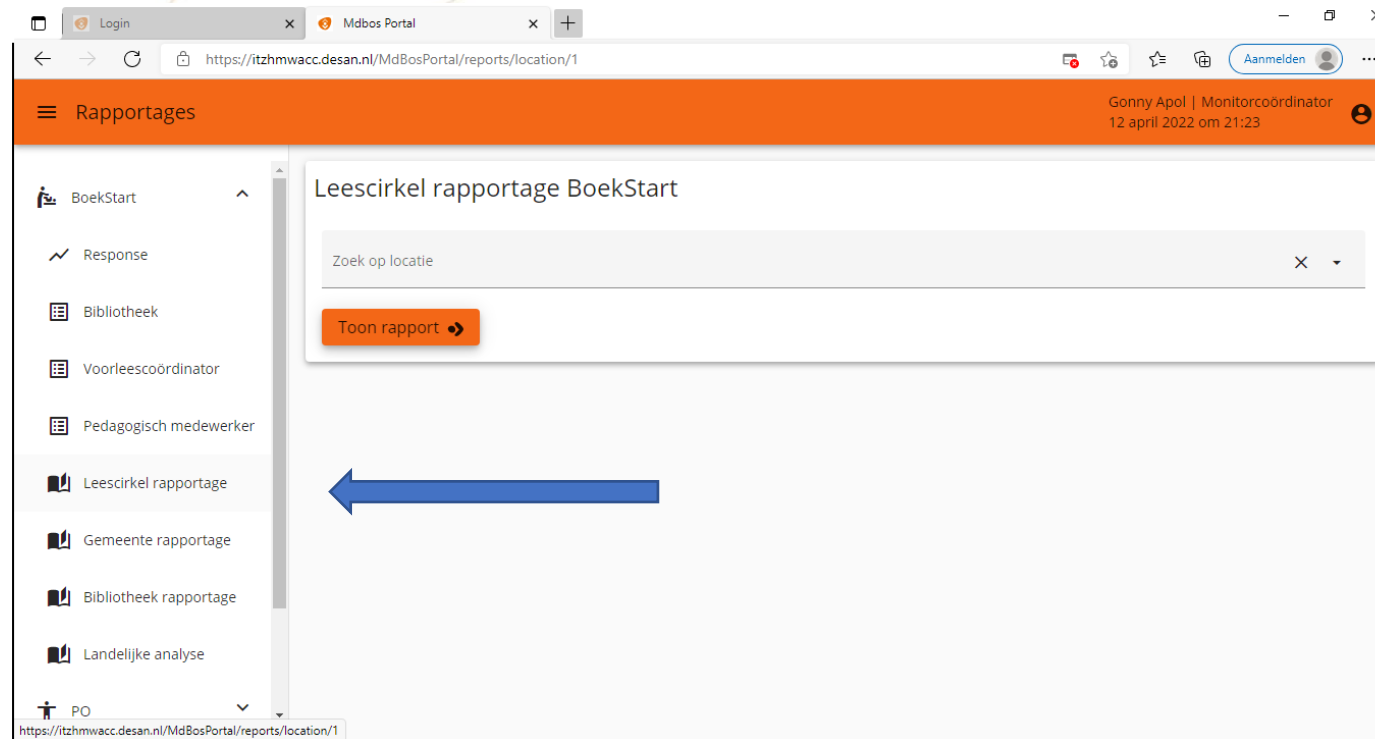 Login
Mdbos Portal
https://itzhmwacc.desan.nl/MdBosPortal/reports/location/1
Aanmelden
Rapportages
Gonny Apol | Monitorcoördinator
12 april 2022 om 21:23
BoekStart
Response
Bibliotheek
Voorleescoördinator
Pedagogisch medewerker
Leescirkel rapportage
Gemeente rapportage
Bibliotheek rapportage
Landelijke analyse
PO
Leescirkel rapportage BoekStart
Zoek op locatie
Toon rapport
https://itzhmwacc.desan.nl/MdBosPortal/reports/location/1